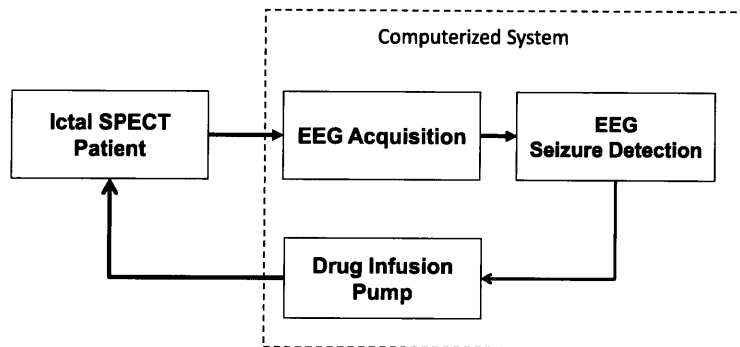 Computerized System
Ictal SPECT
Patient
EEG Acquisition
EEG
Seizure Detection
Drug Infusion
Pump